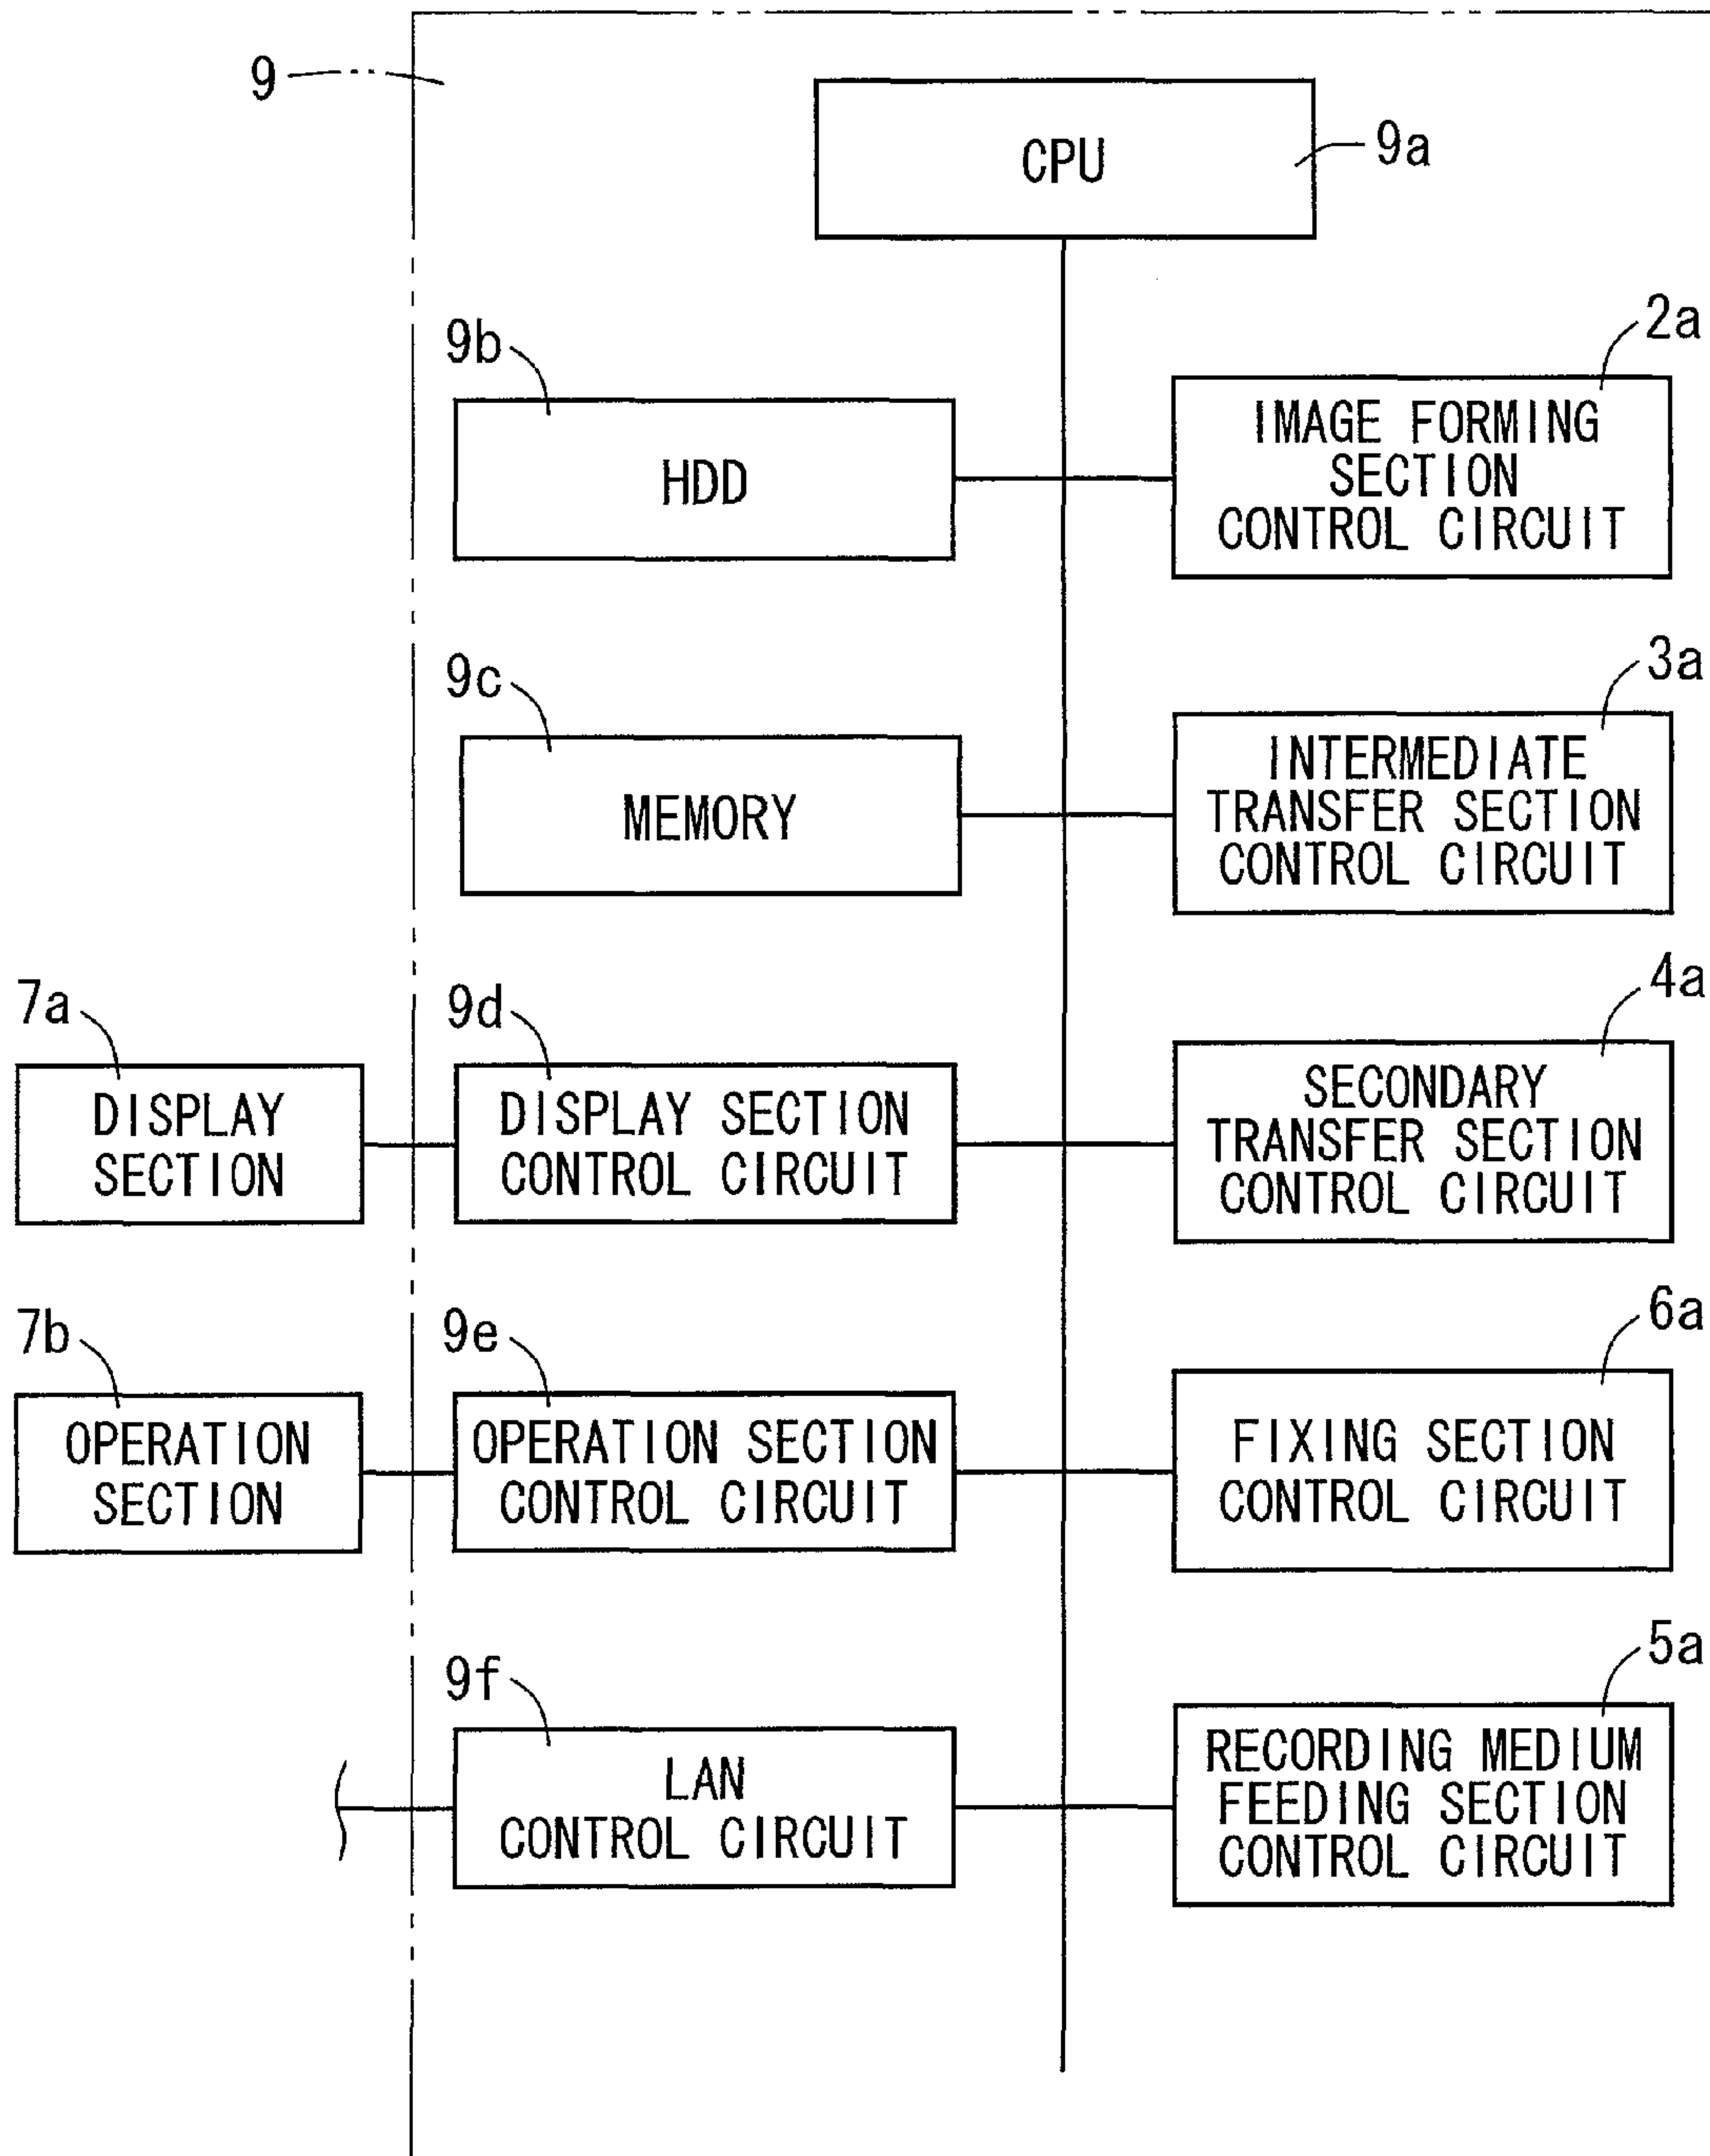 9
CPU
9a
9b
HDD
2a
IMAGE FORMING
SECTION
CONTROL CIRCUIT
9c
MEMORY
3a
INTERMEDIATE
TRANSFER SECTION
CONTROL CIRCUIT
7a
DISPLAY
SECTION
9d
DISPLAY SECTION
CONTROL CIRCUIT
4a
SECONDARY
TRANSFER SECTION
CONTROL CIRCUIT
7b
OPERATION
SECTION
9e
OPERATION SECTION
CONTROL CIRCUIT
6a
FIXING SECTION
CONTROL CIRCUIT
9f
LAN
CONTROL CIRCUIT
5a
RECORDING MEDIUM
FEEDING SECTION
CONTROL CIRCUIT